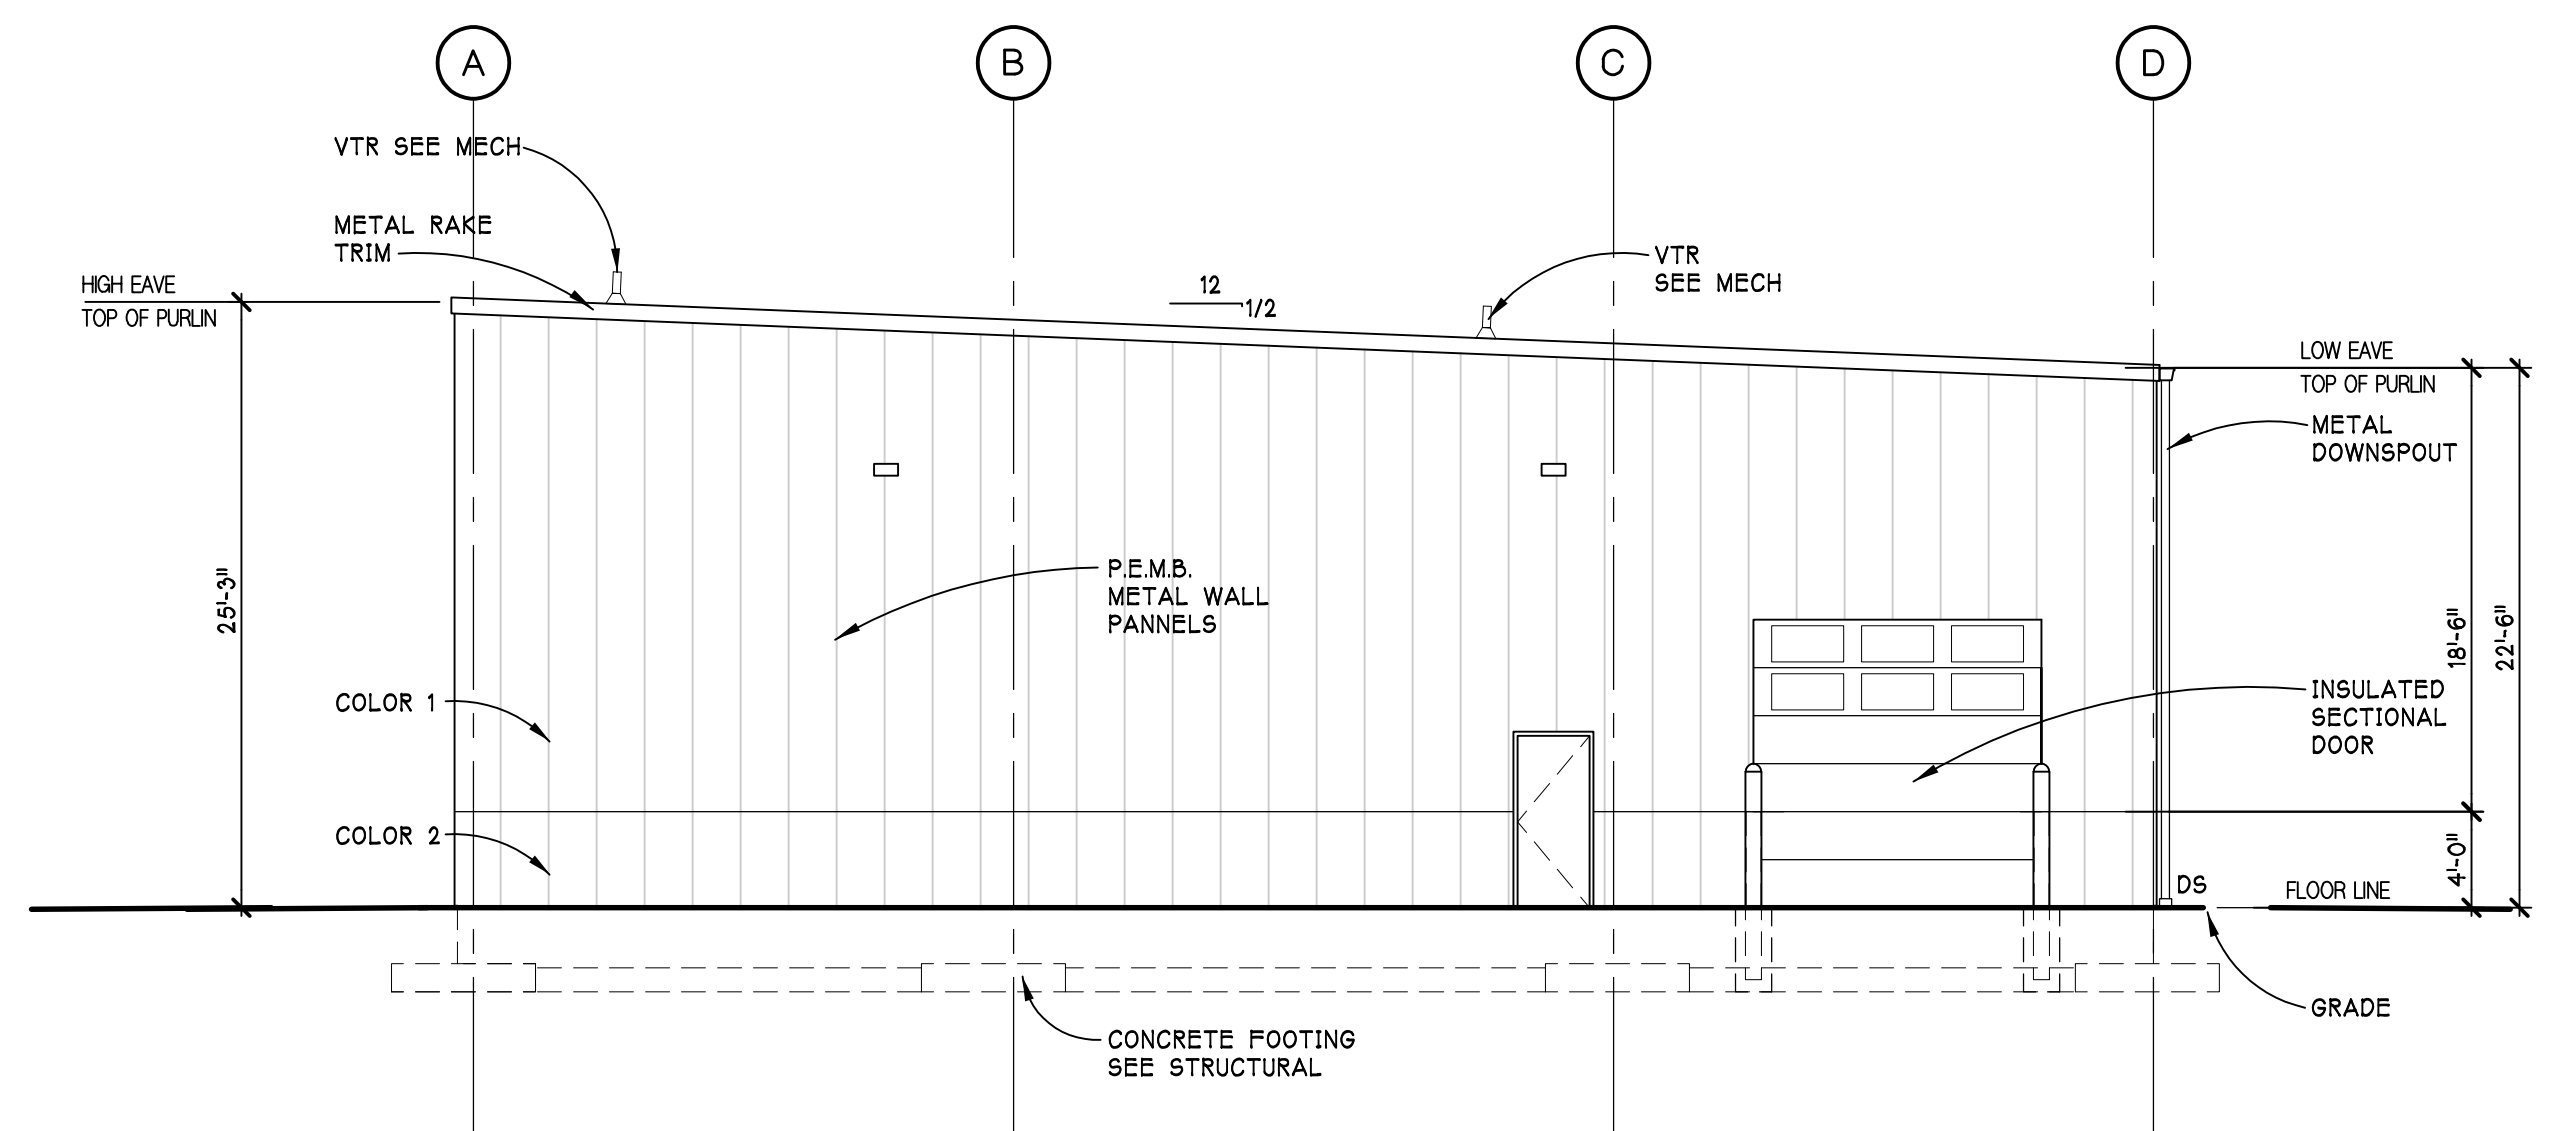 A
B
C
D
VTR SEE MECH
METAL RAKE
TRIM
HIGH EAVE
TOP OF PURLIN
12
1/2
VTR
SEE MECH
LOW EAVE
TOP OF PURLIN
METAL
DOWNSPOUT
P.E.M.B.
METAL WALL
PANNELS
25'-3"
18'-6"
22'-6"
COLOR 1
INSULATED
SECTIONAL
DOOR
COLOR 2
4'-0"
DS
FLOOR LINE
GRADE
CONCRETE FOOTING
SEE STRUCTURAL